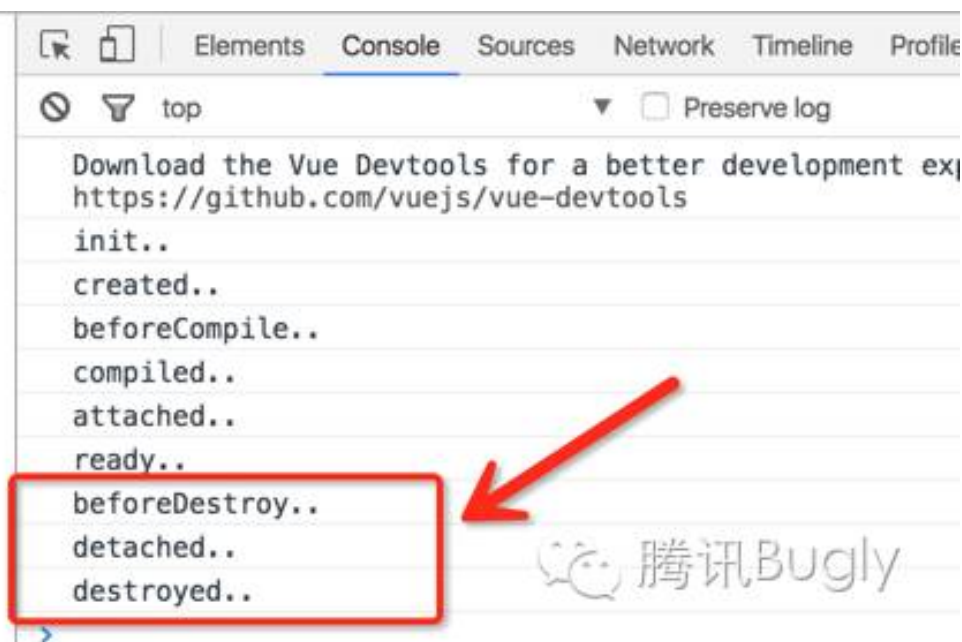 Elements Console Sources Network Timeline Profile
top Preserve log
Download the Vue Devtools for a better development exp
https://github.com/vuejs/vue-devtools
init..
created..
beforeCompile..
compiled..
attached..
ready..
beforeDestroy..
detached..
destroyed..
腾讯Bugly